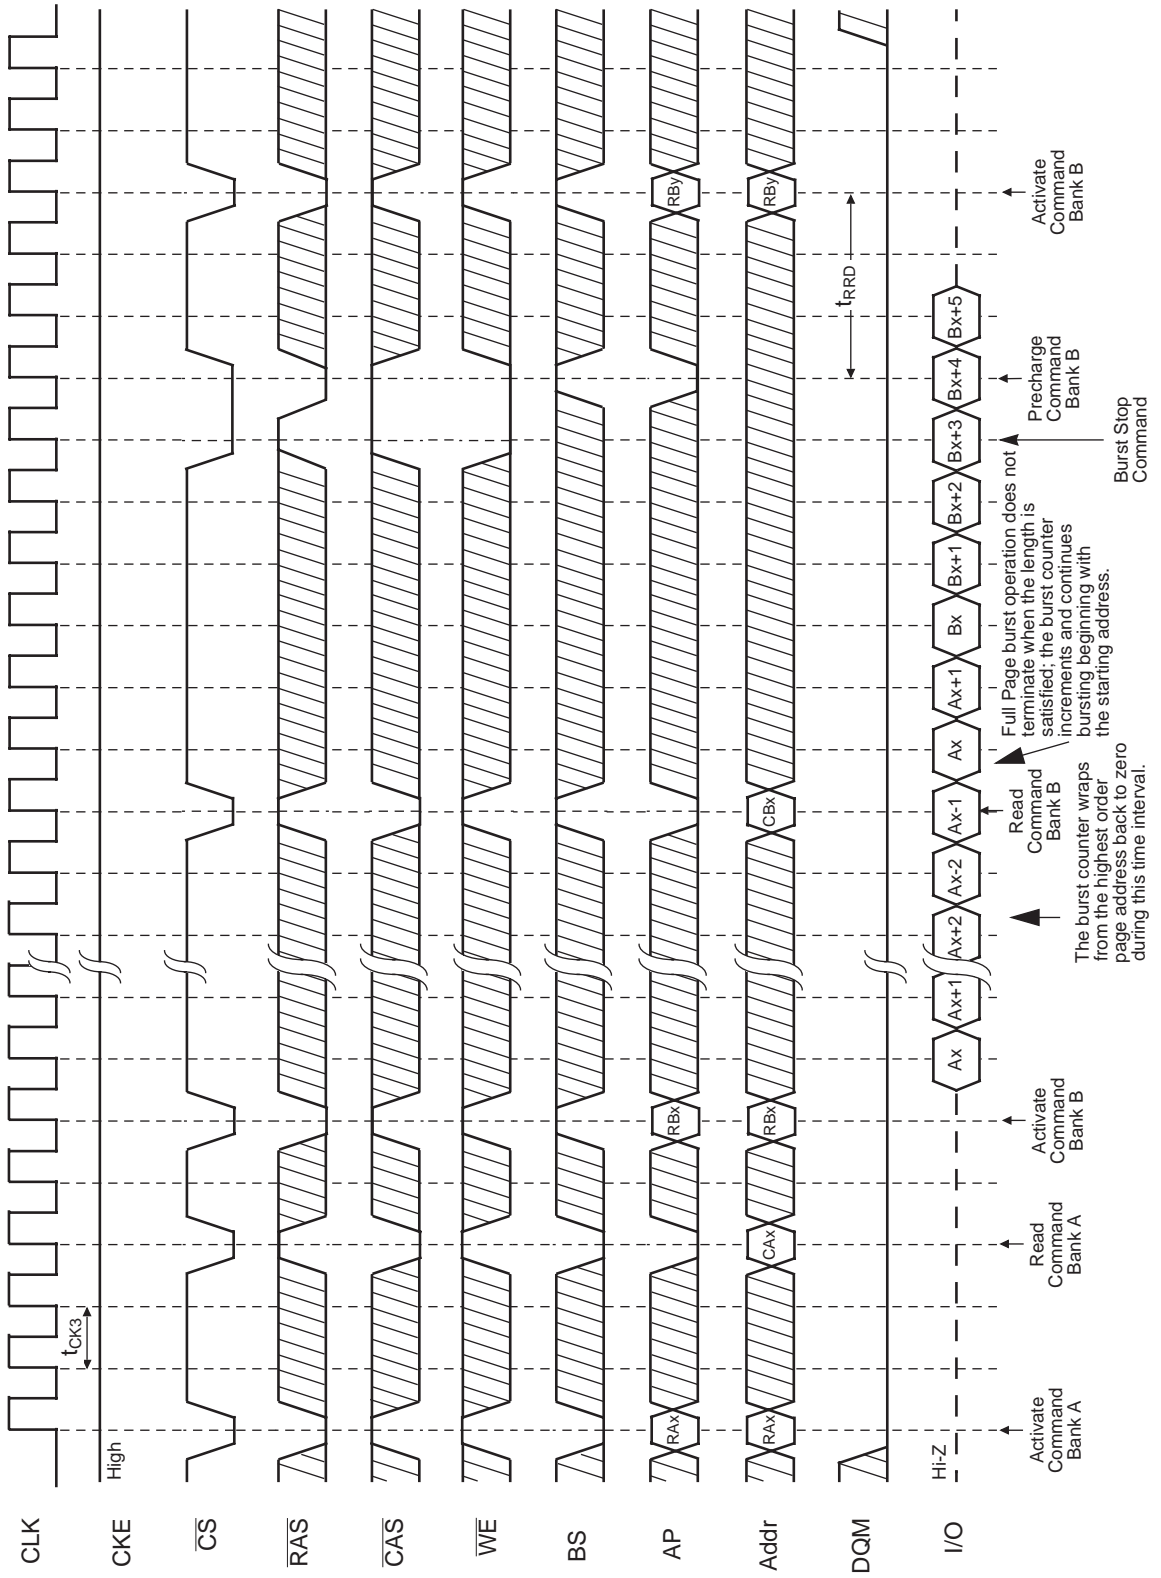 CLK
CKE
High
CS
RAS
CAS
WE
BS
AP
RAx
RBx
RBy
Addr
RAx
CAx
RBx
CBx
RBy
DQM
I/O
Hi-Z
Ax
Ax+1
Ax+2
Ax-2
Ax-1
Ax
Ax+1
Bx
Bx+1
Bx+2
Bx+3
Bx+4
Bx+5
tCK3
tRRD
Activate
Command
Bank A
Read
Command
Bank A
Activate
Command
Bank B
The burst counter wraps
from the highest order
page address back to zero
during this time interval.
Read
Command
Bank B
Full Page burst operation does not
terminate when the length is
satisfied; the burst counter
increments and continues
bursting beginning with
the starting address.
Burst Stop
Command
Precharge
Command
Bank B
Activate
Command
Bank B